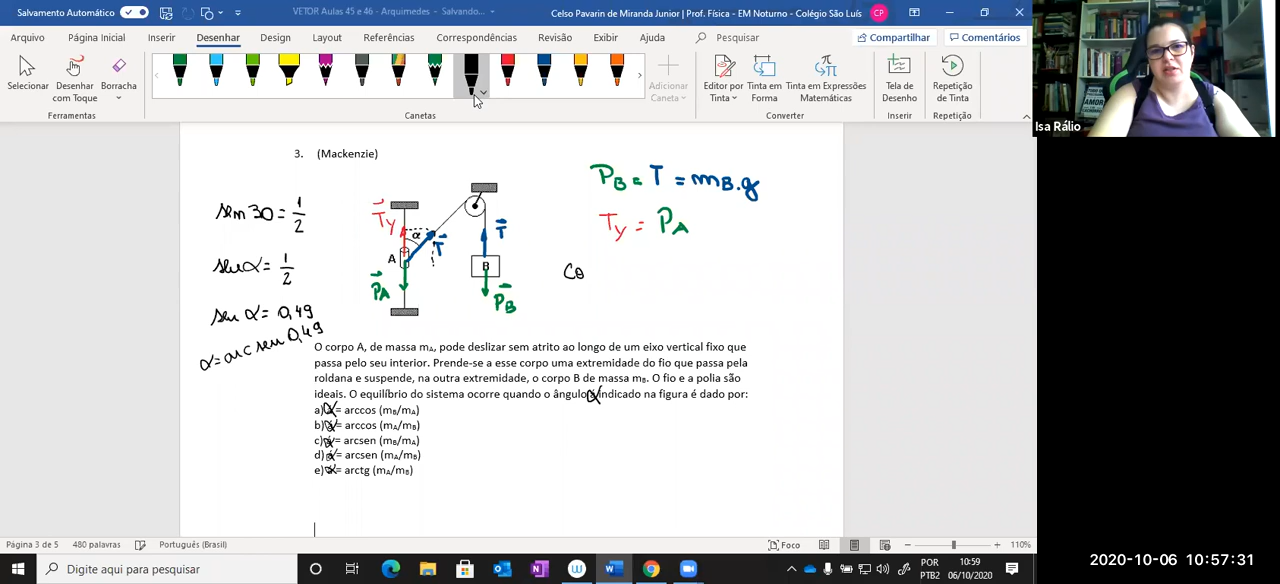 Salvamento Automático
VETOR Aulas 45 e 46 - Arquimedes - Salvando...
Celso Pavarin de Miranda Junior | Prof. Física - EM Noturno - Colégio São Luís
CP
Arquivo Página Inicial Inserir Desenhar Design Layout Referências Correspondências Revisão Exibir Ajuda Pesquisar Compartilhar Comentários
Selecionar Desenhar com Toque Borracha
Adicionar Caneta
Editor por Tinta Tinta em Forma Tinta em Expressões Matemáticas Tela de Desenho Repetição de Tinta
Ferramentas Canetas Converter Inserir Repetição
Isa Rálio
3. (Mackenzie)
sen 30 = 1/2
sen α = 1/2
sen α = 0,49
α = arc sen 0,49
Ty
α
T
T
A
B
PA
PB
PB = T = mB.g
Ty = PA
Co
O corpo A, de massa mA, pode deslizar sem atrito ao longo de um eixo vertical fixo que
passa pelo seu interior. Prende-se a esse corpo uma extremidade do fio que passa pela
roldana e suspende, na outra extremidade, o corpo B de massa mB. O fio e a polia são
ideais. O equilíbrio do sistema ocorre quando o ângulo α indicado na figura é dado por:
a) α = arccos (mB/mA)
b) α = arccos (mA/mB)
c) α = arcsen (mB/mA)
d) α = arcsen (mA/mB)
e) α = arctg (mA/mB)
Página 3 de 5 480 palavras Português (Brasil) Foco 110%
Digite aqui para pesquisar
POR
PTB2
10:59
06/10/2020
2020-10-06 10:57:31